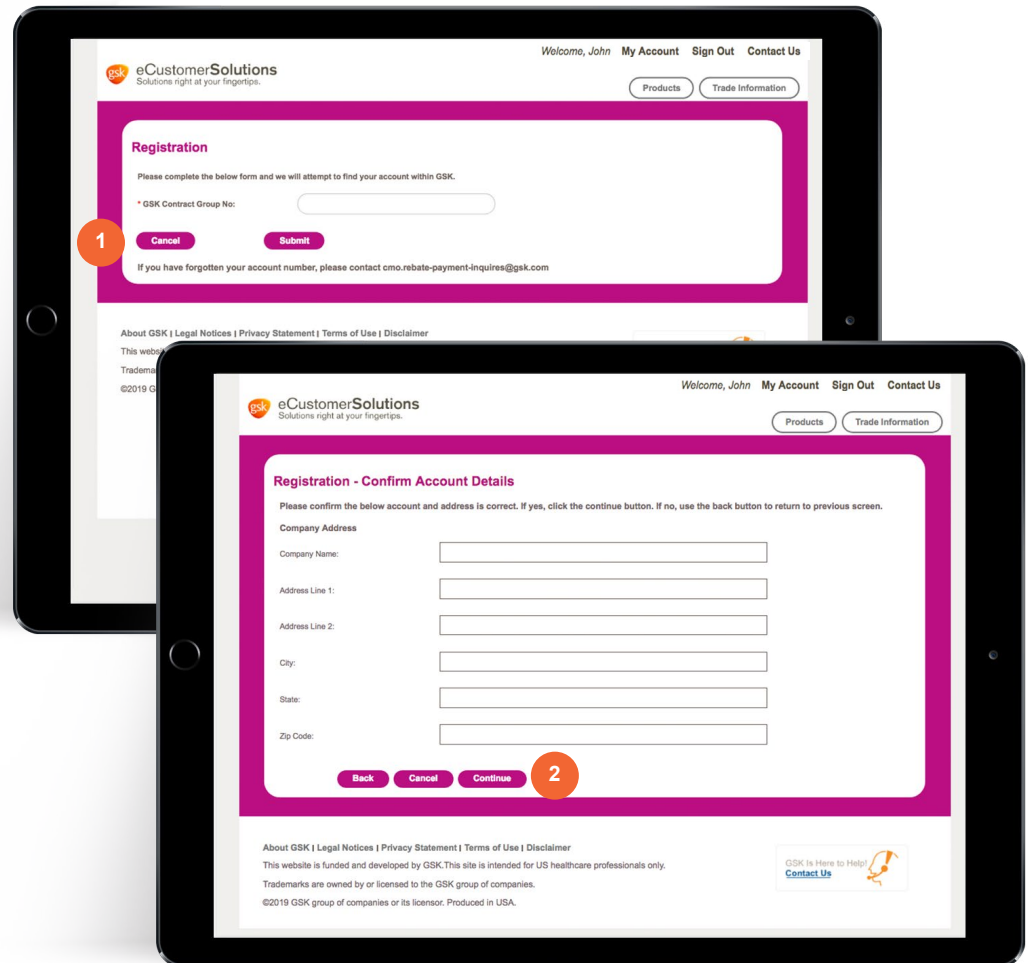 Welcome, John My Account Sign Out Contact Us
gsk eCustomerSolutions
Solutions right at your fingertips.
Products Trade Information
Registration
Please complete the below form and we will attempt to find your account within GSK.
* GSK Contract Group No:
1 Cancel Submit
If you have forgotten your account number, please contact cmo.rebate-payment-inquires@gsk.com
About GSK | Legal Notices | Privacy Statement | Terms of Use | Disclaimer
This
©2019
Welcome, John My Account Sign Out Contact Us
gsk eCustomerSolutions
Solutions right at your fingertips.
Products Trade Information
Registration - Confirm Account Details
Please confirm the below account and address is correct. If yes, click the continue button. If no, use the back button to return to previous screen.
Company Address
Company Name:
Address Line 1:
Address Line 2:
City:
State:
Zip Code:
Back Cancel Continue 2
About GSK | Legal Notices | Privacy Statement | Terms of Use | Disclaimer
This website is funded and developed by GSK.This site is intended for US healthcare professionals only.
Trademarks are owned by or licensed to the GSK group of companies.
©2019 GSK group of companies or its licensor. Produced in USA.
GSK Is Here to Help!
Contact Us